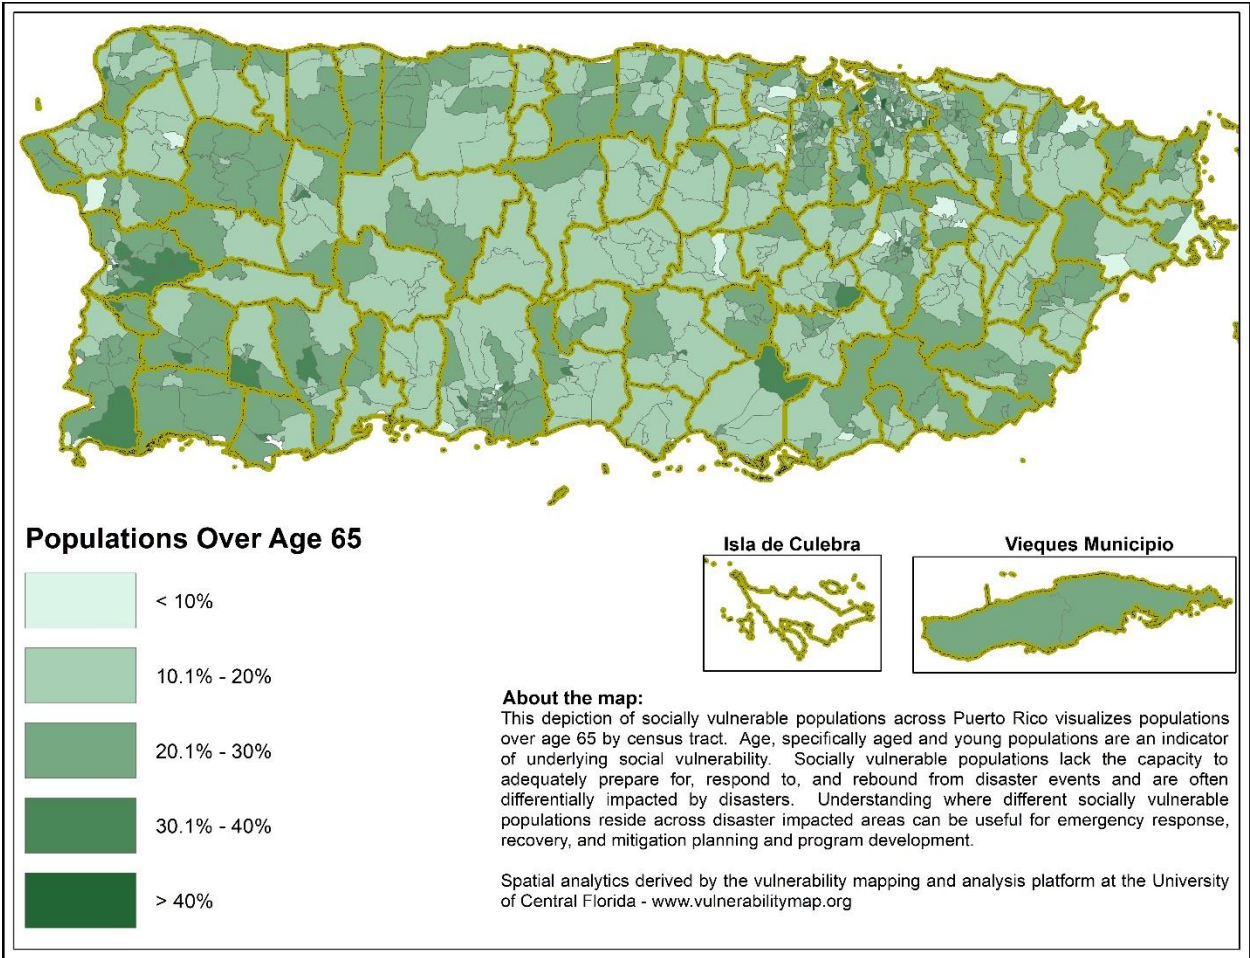 Populations Over Age 65
< 10%
10.1% - 20%
20.1% - 30%
30.1% - 40%
> 40%
Isla de Culebra
Vieques Municipio
About the map:
This depiction of socially vulnerable populations across Puerto Rico visualizes populations
over age 65 by census tract. Age, specifically aged and young populations are an indicator
of underlying social vulnerability. Socially vulnerable populations lack the capacity to
adequately prepare for, respond to, and rebound from disaster events and are often
differentially impacted by disasters. Understanding where different socially vulnerable
populations reside across disaster impacted areas can be useful for emergency response,
recovery, and mitigation planning and program development.
Spatial analytics derived by the vulnerability mapping and analysis platform at the University
of Central Florida - www.vulnerabilitymap.org